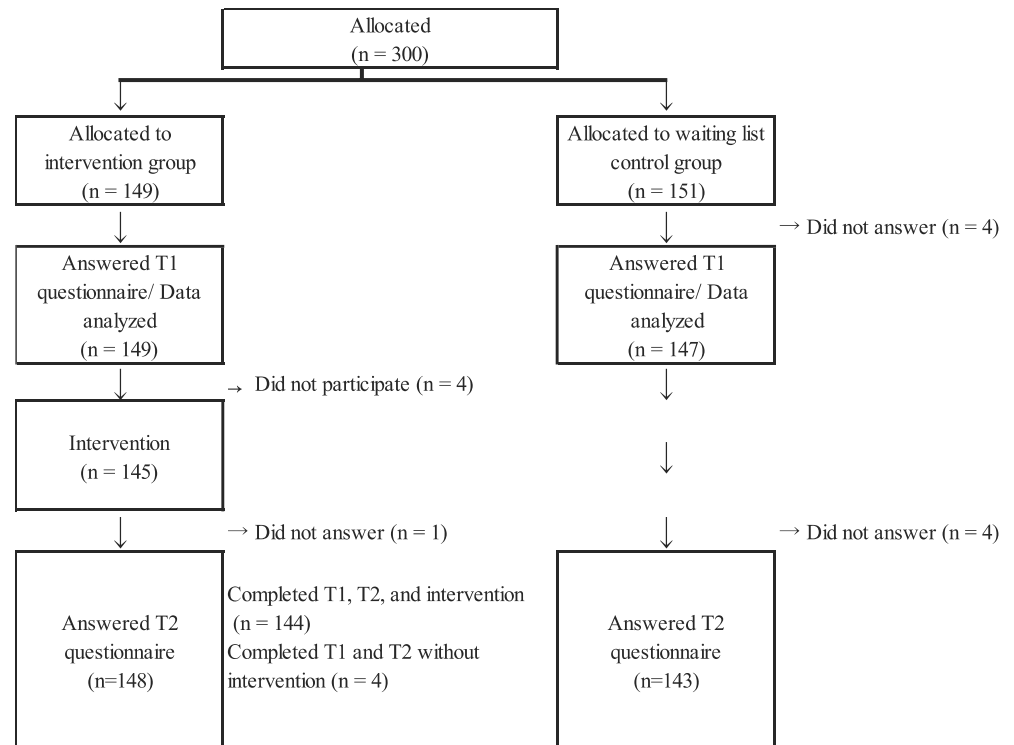 Allocated
(n = 300)
Allocated to
intervention group
(n = 149)
Allocated to waiting list
control group
(n = 151)
→ Did not answer (n = 4)
Answered T1
questionnaire/ Data
analyzed
(n = 149)
Answered T1
questionnaire/ Data
analyzed
(n = 147)
→ Did not participate (n = 4)
Intervention
(n = 145)
→ Did not answer (n = 1)
→ Did not answer (n = 4)
Answered T2
questionnaire
(n=148)
Completed T1, T2, and intervention
(n = 144)
Completed T1 and T2 without
intervention (n = 4)
Answered T2
questionnaire
(n=143)